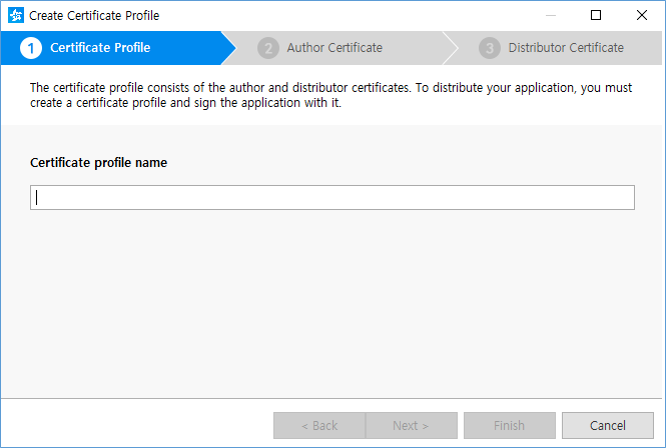 Create Certificate Profile
1 Certificate Profile
2 Author Certificate
3 Distributor Certificate
The certificate profile consists of the author and distributor certificates. To distribute your application, you must
create a certificate profile and sign the application with it.
Certificate profile name
< Back
Next >
Finish
Cancel